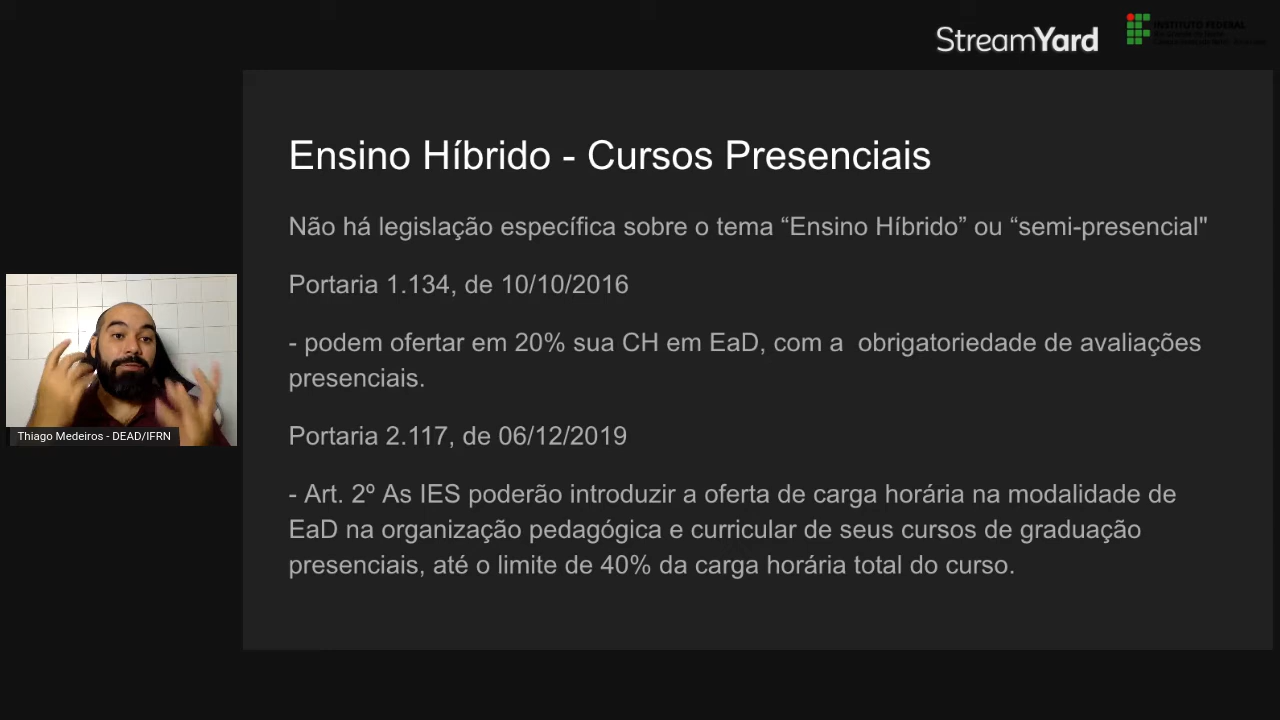 StreamYard
INSTITUTO FEDERAL
Ensino Híbrido - Cursos Presenciais
Não há legislação específica sobre o tema “Ensino Híbrido” ou “semi-presencial"
Portaria 1.134, de 10/10/2016
- podem ofertar em 20% sua CH em EaD, com a  obrigatoriedade de avaliações
presenciais.
Portaria 2.117, de 06/12/2019
- Art. 2º As IES poderão introduzir a oferta de carga horária na modalidade de
EaD na organização pedagógica e curricular de seus cursos de graduação
presenciais, até o limite de 40% da carga horária total do curso.
Thiago Medeiros - DEAD/IFRN